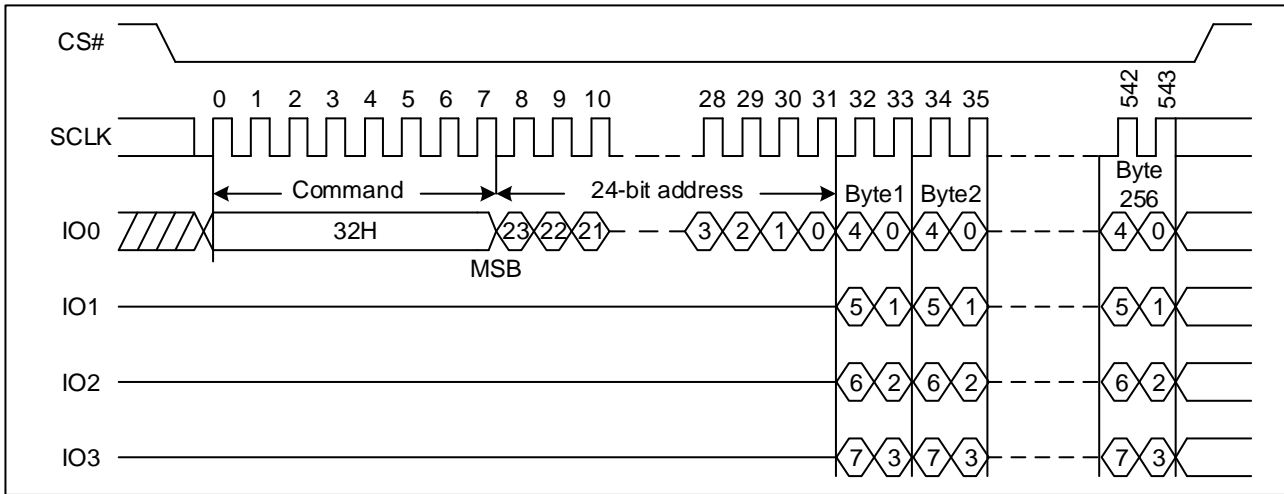 CS#
542
543
0 1 2 3 4 5 6 7 8 9 10 28 29 30 31 32 33 34 35
SCLK
Command 24-bit address Byte1 Byte2 Byte
256
IO0 32H 23 22 21 3 2 1 0 4 0 4 0 4 0
MSB
IO1 5 1 5 1 5 1
IO2 6 2 6 2 6 2
IO3 7 3 7 3 7 3